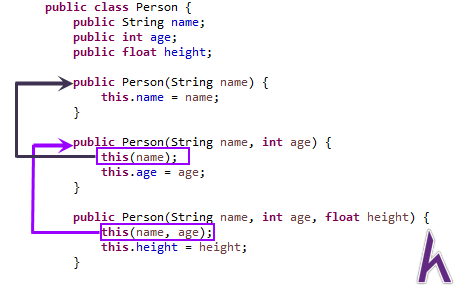 public class Person {
public String name;
public int age;
public float height;
public Person(String name) {
this.name = name;
}
public Person(String name, int age) {
this(name);
this.age = age;
}
public Person(String name, int age, float height) {
this(name, age);
this.height = height;
}